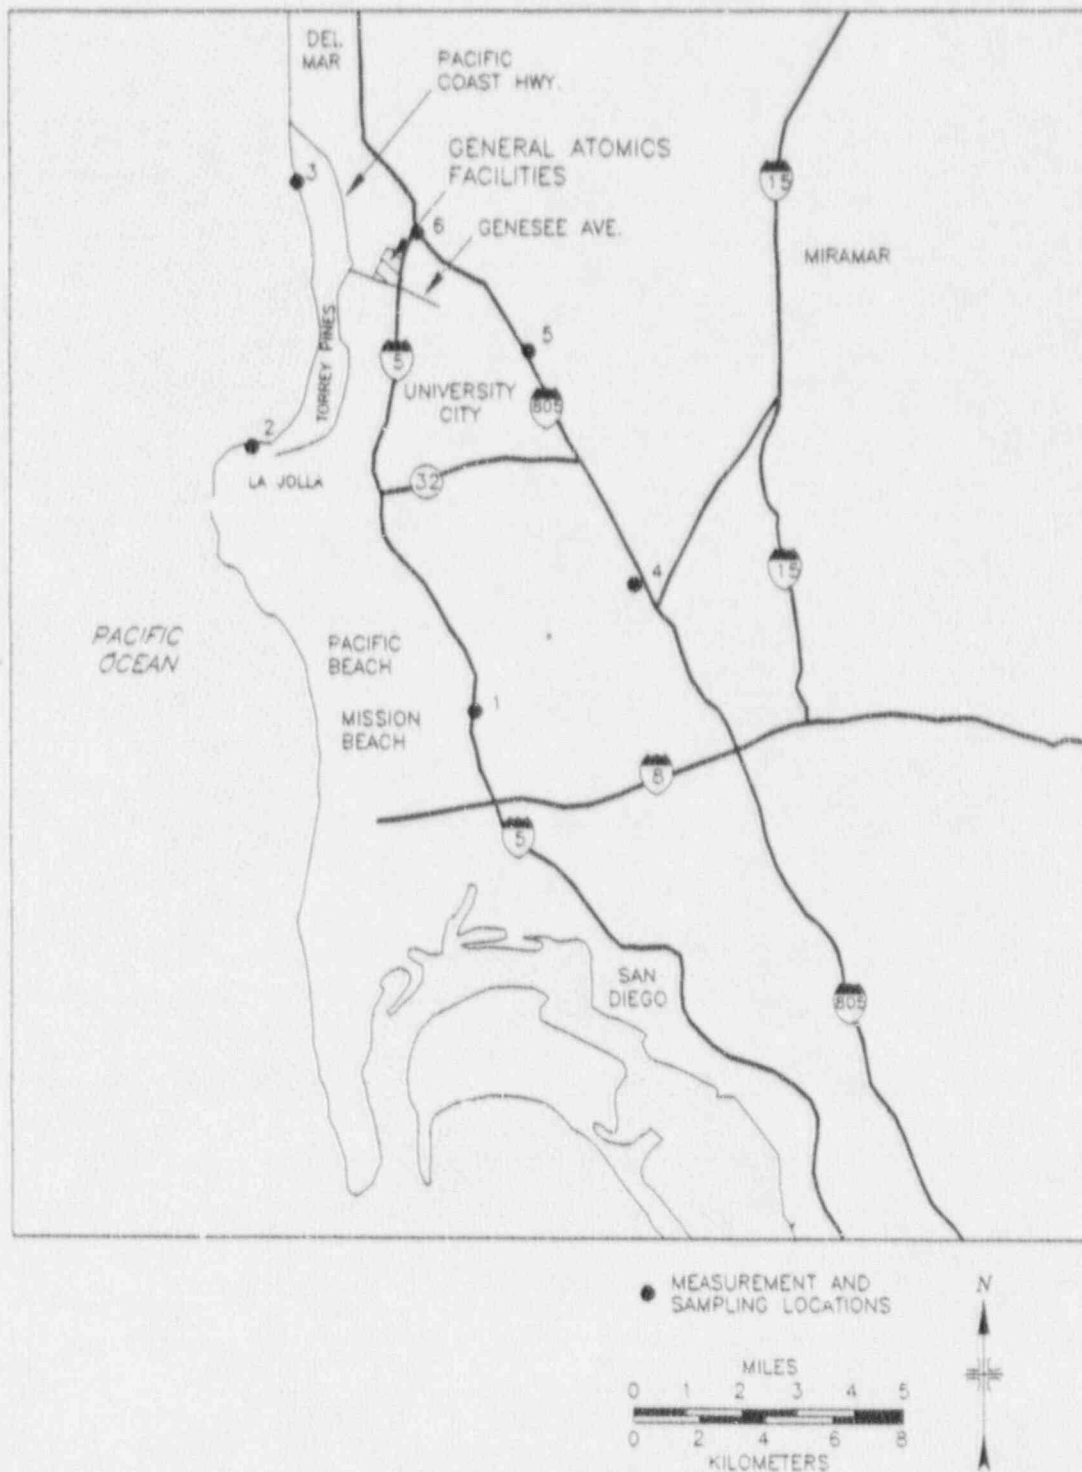 DEL
MAR
PACIFIC
COAST HWY.
GENERAL ATOMICS
FACILITIES
3
15
6
GENESEE AVE.
MIRAMAR
TORREY PINES
5
5
UNIVERSITY
CITY
805
2
LA JOLLA
32
4
15
PACIFIC
OCEAN
PACIFIC
BEACH
1
MISSION
BEACH
8
5
SAN
DIEGO
805
MEASUREMENT AND
SAMPLING LOCATIONS
N
MILES
0 1 2 3 4 5
0 2 4 6 8
KILOMETERS